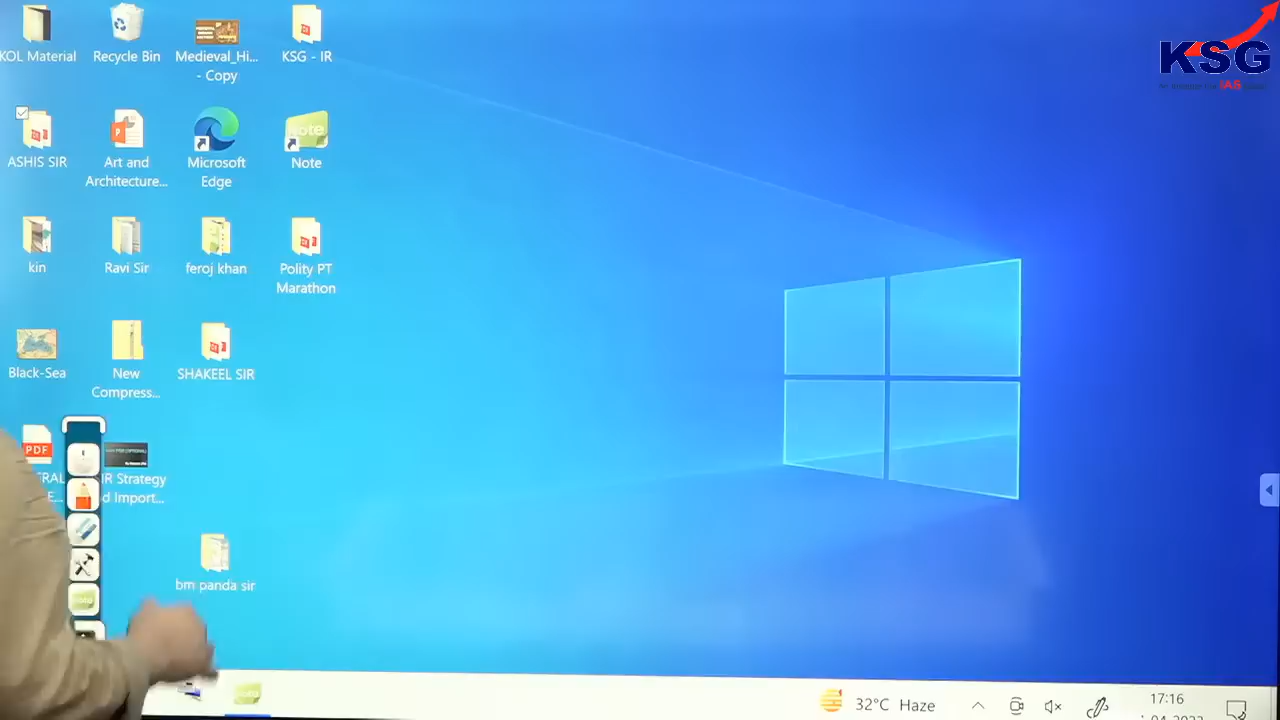 KOL Material
Recycle Bin
Medieval_Hi...
- Copy
KSG - IR
KSG
IAS
ASHIS SIR
Art and
Architecture...
Microsoft
Edge
note
Note
kin
Ravi Sir
feroj khan
Polity PT
Marathon
Black-Sea
New
Compress...
SHAKEEL SIR
PDF
IR Strategy
d Import...
bm panda sir
32°C Haze
17:16